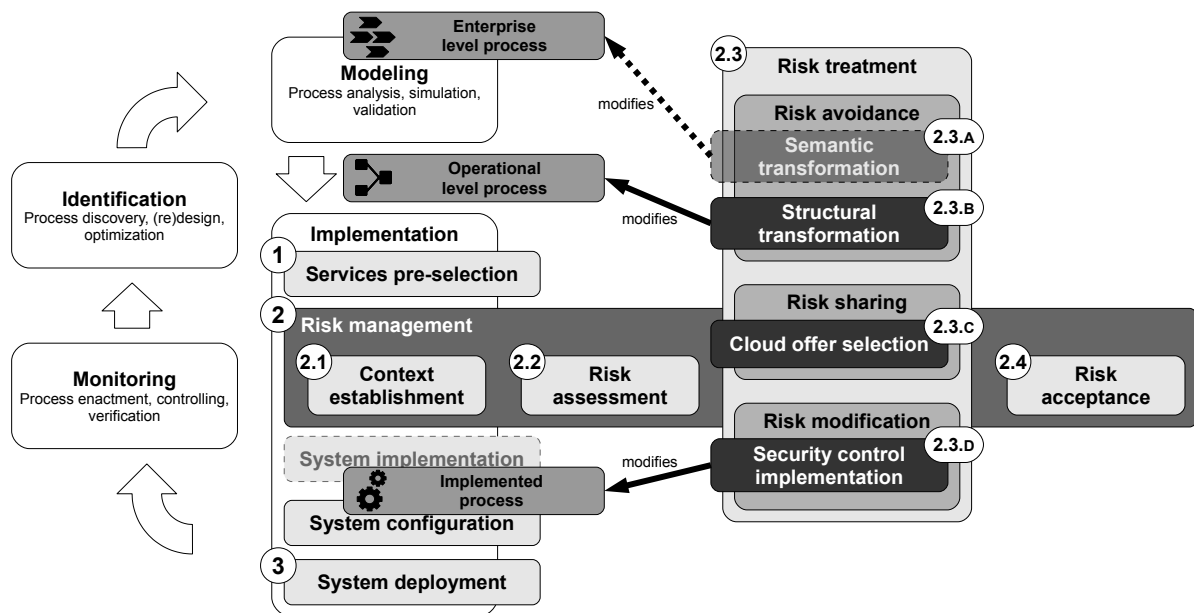 Enterprise
level process
Modeling
Process analysis, simulation,
validation
modifies
2.3
Risk treatment
Risk avoidance
2.3.A
Semantic
transformation
Operational
level process
modifies
2.3.B
Structural
transformation
Identification
Process discovery, (re)design,
optimization
Implementation
1
Services pre-selection
2
Risk management
Risk sharing
2.3.C
Cloud offer selection
2.1
Context
establishment
2.2
Risk
assessment
2.4
Risk
acceptance
Monitoring
Process enactment, controlling,
verification
Risk modification
2.3.D
Security control
implementation
System implementation
modifies
Implemented
process
System configuration
3
System deployment